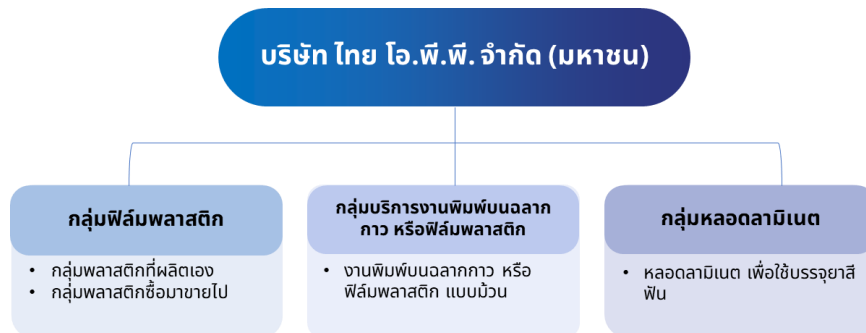 บริษัท ไทย โอ.พี.พี. จำกัด (มหาชน)
กลุ่มฟิล์มพลาสติก
• กลุ่มพลาสติกที่ผลิตเอง
• กลุ่มพลาสติกซื้อมาขายไป
กลุ่มบริการงานพิมพ์บนฉลาก
กาว หรือฟิล์มพลาสติก
• งานพิมพ์บนฉลากกาว หรือ
ฟิล์มพลาสติก แบบม้วน
กลุ่มหลอดลามิเนต
• หลอดลามิเนต เพื่อใช้บรรจุยาสี
ฟัน